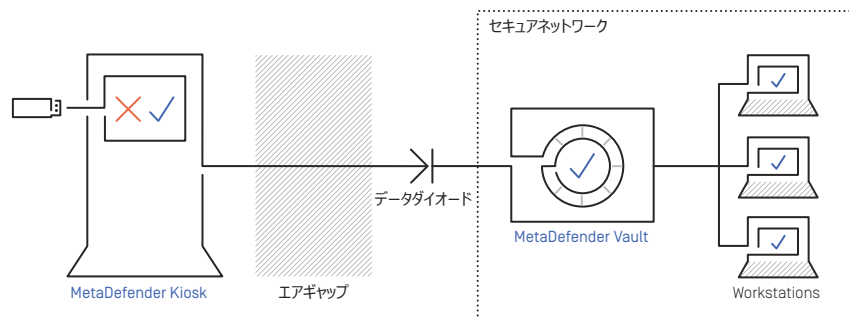 セキュアネットワーク
データダイオード
MetaDefender Kiosk
エアギャップ
MetaDefender Vault
Workstations